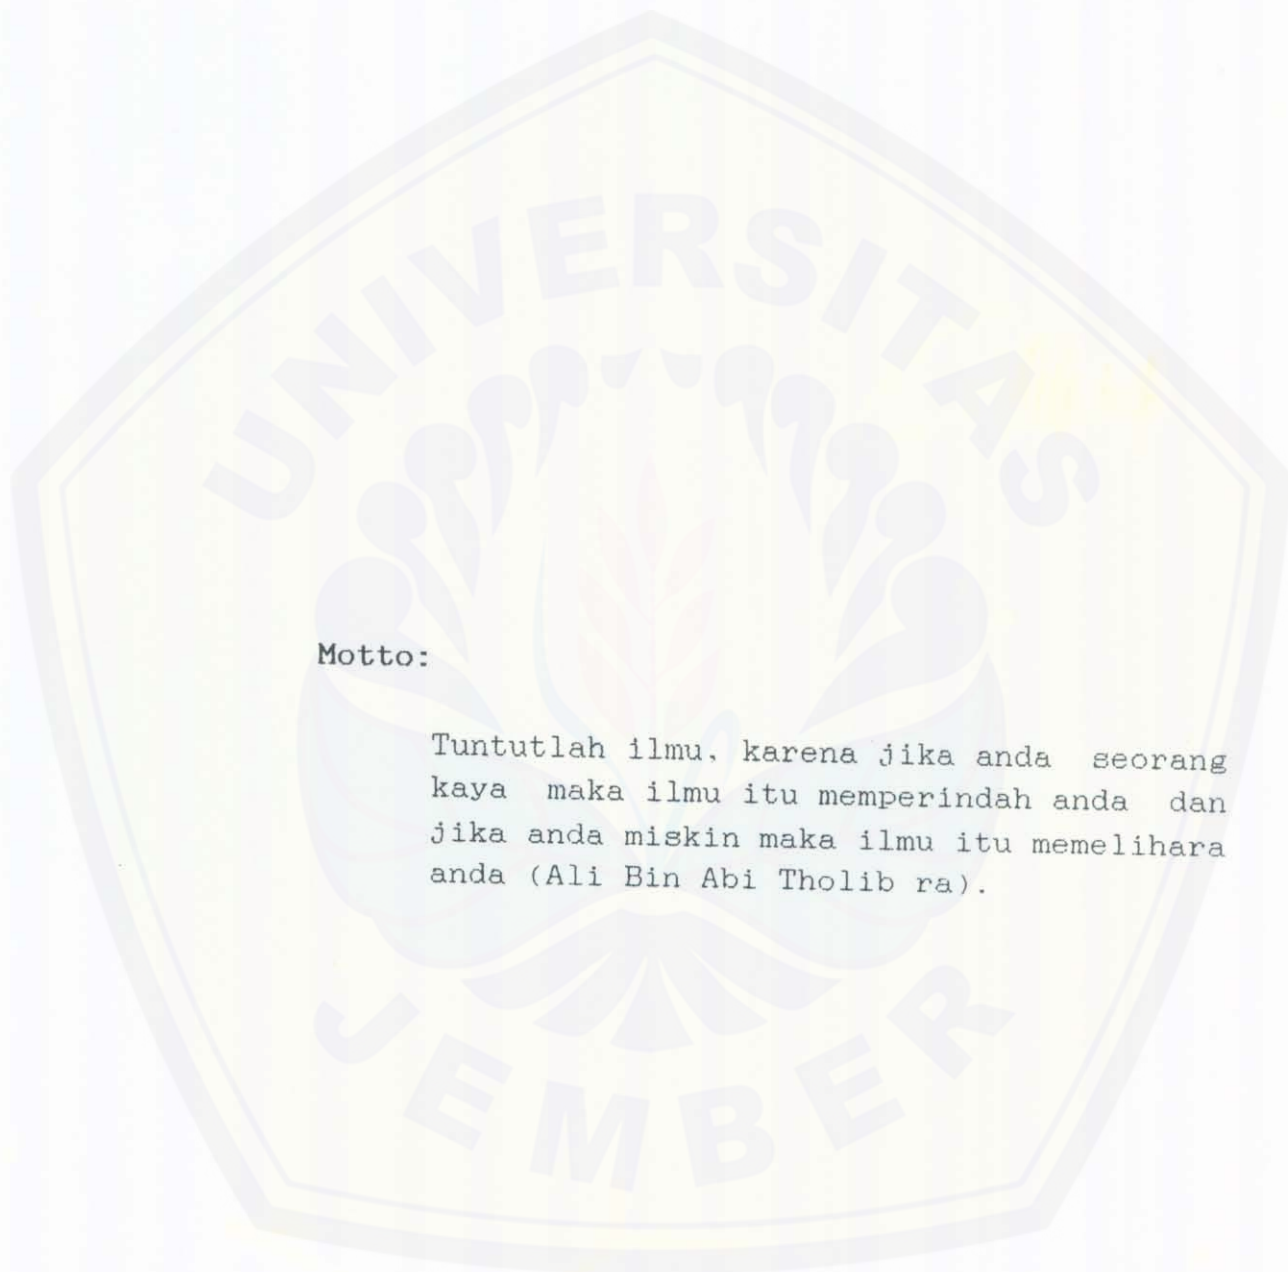 UNIVERSITAS
Motto:
Tuntutlah ilmu, karena jika anda seorang
kaya maka ilmu itu memperindah anda dan
jika anda miskin maka ilmu itu memelihara
anda (Ali Bin Abi Tholib ra).
JEMBER